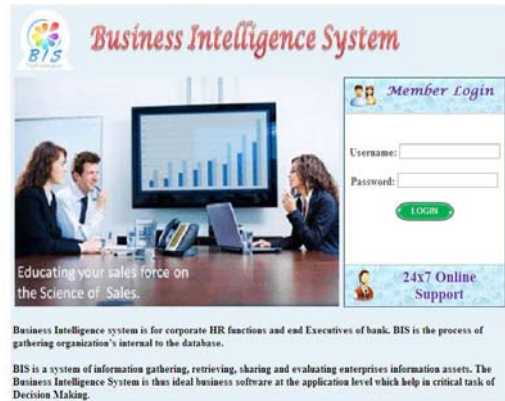 BIS
Business Intelligence System
Member Login
Username:
Password:
LOGIN
Educating your sales force on
the Science of Sales.
24x7 Online
Support
Business Intelligence system is for corporate HR functions and end Executives of bank. BIS is the process of
gathering organization's internal to the database.
BIS is a system of information gathering, retrieving, sharing and evaluating enterprises information assets. The
Business Intelligence System is thus ideal business software at the application level which help in critical task of
Decision Making.